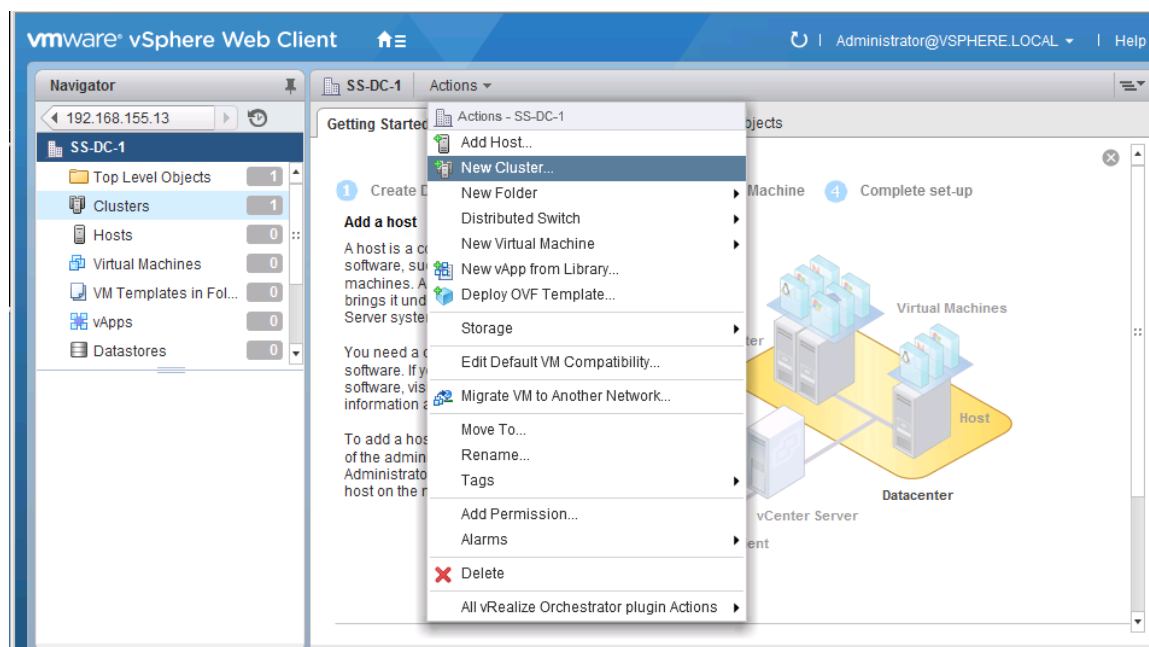 vmware® vSphere Web Client
Administrator@VSPHERE.LOCAL
Help
Navigator
192.168.155.13
SS-DC-1
Top Level Objects 1
Clusters 1
Hosts 0
Virtual Machines 0
VM Templates in Fol... 0
vApps 0
Datastores 0
SS-DC-1
Actions
Getting Started
bjects
1 Create D
Machine
4 Complete set-up
Add a host
A host is a co
software, su
machines. A
brings it und
Server syste
You need a c
software. If y
software, vis
information a
To add a hos
of the admin
Administrato
host on the n
Actions - SS-DC-1
Add Host...
New Cluster...
New Folder
Distributed Switch
New Virtual Machine
New vApp from Library...
Deploy OVF Template...
Storage
Edit Default VM Compatibility...
Migrate VM to Another Network...
Move To...
Rename...
Tags
Add Permission...
Alarms
Delete
All vRealize Orchestrator plugin Actions
Virtual Machines
ter
Host
Datacenter
vCenter Server
ent